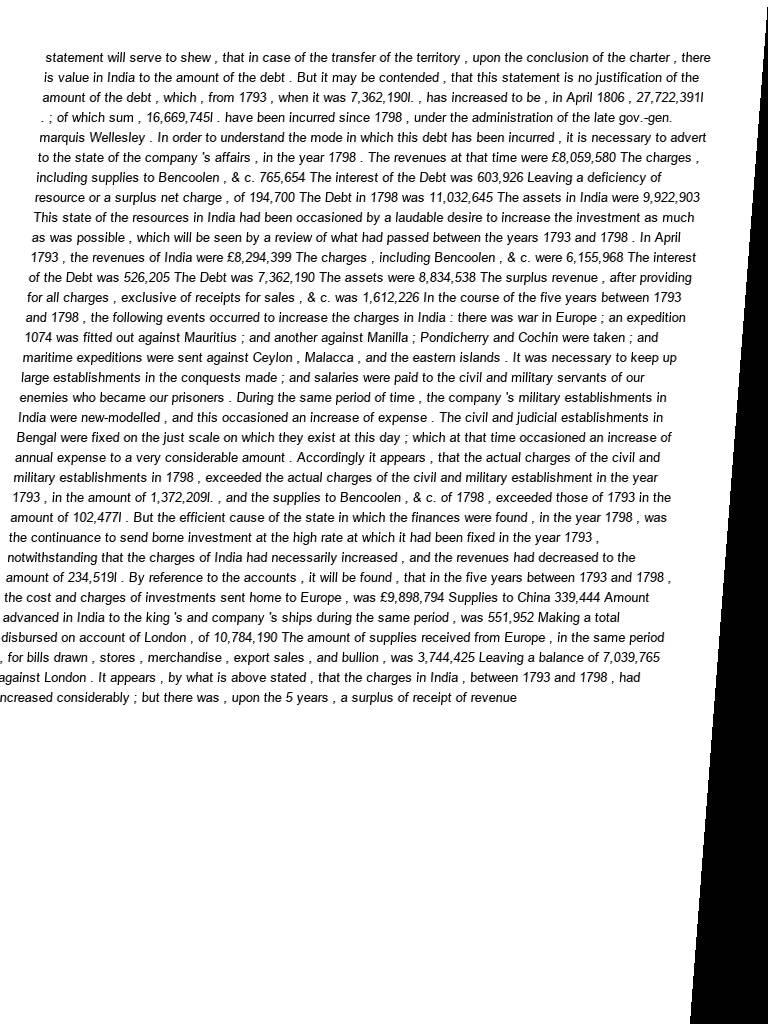 statement will serve to shew , that in case of the transfer of the territory , upon the conclusion of the charter , there
is value in India to the amount of the debt . But it may be contended , that this statement is no justification of the
amount of the debt , which , from 1793 , when it was 7,362,190l. , has increased to be , in April 1806 , 27,722,391l
. ; of which sum , 16,669,745l . have been incurred since 1798 , under the administration of the late gov.-gen.
marquis Wellesley . In order to understand the mode in which this debt has been incurred , it is necessary to advert
to the state of the company 's affairs , in the year 1798 . The revenues at that time were £8,059,580 The charges ,
including supplies to Bencoolen , & c. 765,654 The interest of the Debt was 603,926 Leaving a deficiency of
resource or a surplus net charge , of 194,700 The Debt in 1798 was 11,032,645 The assets in India were 9,922,903
This state of the resources in India had been occasioned by a laudable desire to increase the investment as much
as was possible , which will be seen by a review of what had passed between the years 1793 and 1798 . In April
1793 , the revenues of India were £8,294,399 The charges , including Bencoolen , & c. were 6,155,968 The interest
of the Debt was 526,205 The Debt was 7,362,190 The assets were 8,834,538 The surplus revenue , after providing
for all charges , exclusive of receipts for sales , & c. was 1,612,226 In the course of the five years between 1793
and 1798 , the following events occurred to increase the charges in India : there was war in Europe ; an expedition
1074 was fitted out against Mauritius ; and another against Manilla ; Pondicherry and Cochin were taken ; and
maritime expeditions were sent against Ceylon , Malacca , and the eastern islands . It was necessary to keep up
large establishments in the conquests made ; and salaries were paid to the civil and military servants of our
enemies who became our prisoners . During the same period of time , the company 's military establishments in
India were new-modelled , and this occasioned an increase of expense . The civil and judicial establishments in
Bengal were fixed on the just scale on which they exist at this day ; which at that time occasioned an increase of
annual expense to a very considerable amount . Accordingly it appears , that the actual charges of the civil and
military establishments in 1798 , exceeded the actual charges of the civil and military establishment in the year
1793 , in the amount of 1,372,209l. , and the supplies to Bencoolen , & c. of 1798 , exceeded those of 1793 in the
amount of 102,477l . But the efficient cause of the state in which the finances were found , in the year 1798 , was
the continuance to send borne investment at the high rate at which it had been fixed in the year 1793 ,
notwithstanding that the charges of India had necessarily increased , and the revenues had decreased to the
amount of 234,519l . By reference to the accounts , it will be found , that in the five years between 1793 and 1798 ,
the cost and charges of investments sent home to Europe , was £9,898,794 Supplies to China 339,444 Amount
advanced in India to the king 's and company 's ships during the same period , was 551,952 Making a total
disbursed on account of London , of 10,784,190 The amount of supplies received from Europe , in the same period
, for bills drawn , stores , merchandise , export sales , and bullion , was 3,744,425 Leaving a balance of 7,039,765
against London . It appears , by what is above stated , that the charges in India , between 1793 and 1798 , had
ncreased considerably ; but there was , upon the 5 years , a surplus of receipt of revenue